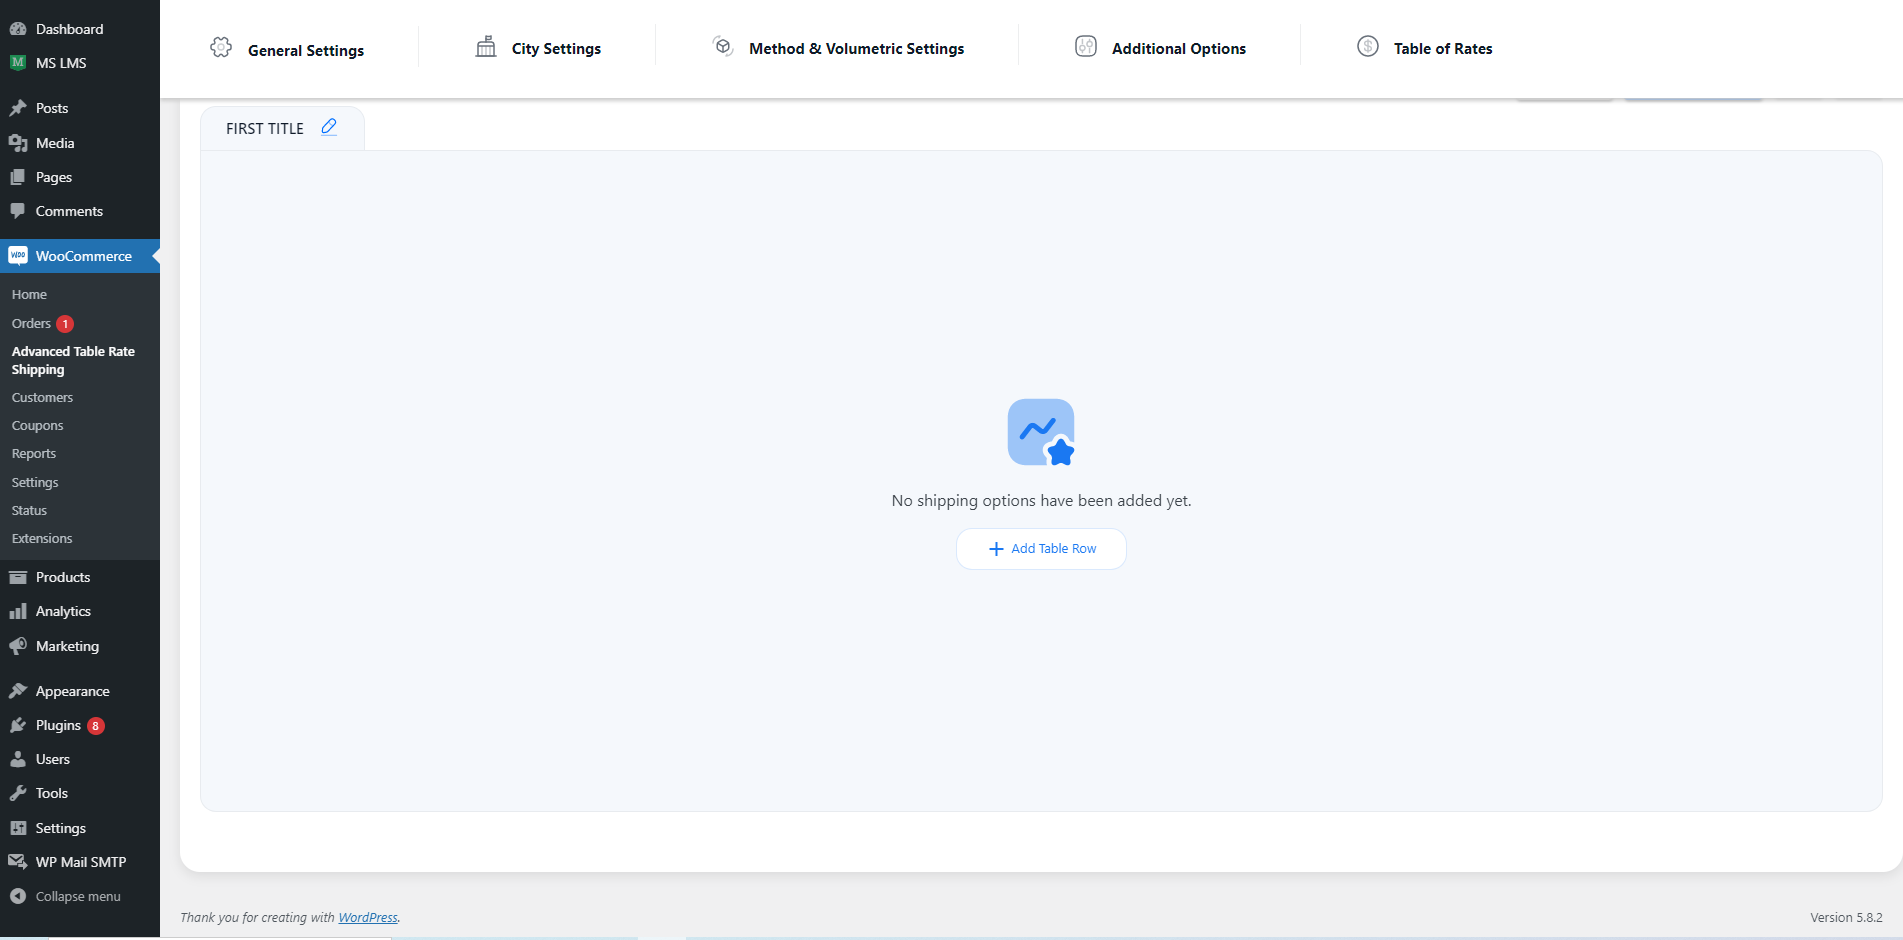 Dashboard
MS LMS
Posts
Media
Pages
Comments
WooCommerce
Home
Orders 1
Advanced Table Rate
Shipping
Customers
Coupons
Reports
Settings
Status
Extensions
Products
Analytics
Marketing
Appearance
Plugins 8
Users
Tools
Settings
WP Mail SMTP
Collapse menu
General Settings
City Settings
Method & Volumetric Settings
Additional Options
Table of Rates
FIRST TITLE
No shipping options have been added yet.
Add Table Row
Thank you for creating with WordPress.
Version 5.8.2